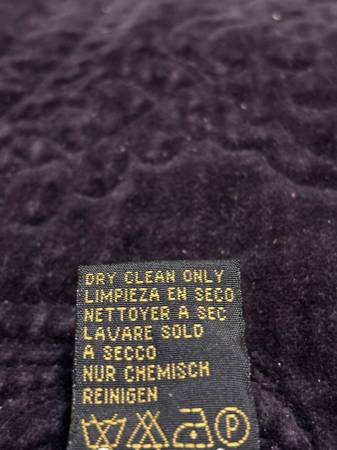 DRY CLEAN ONLY
LIMPIEZA EN SECO
NETTOYER A SEC
LAVARE SOLO
A SECCO
NUR CHEMISCH
REINIGEN
P